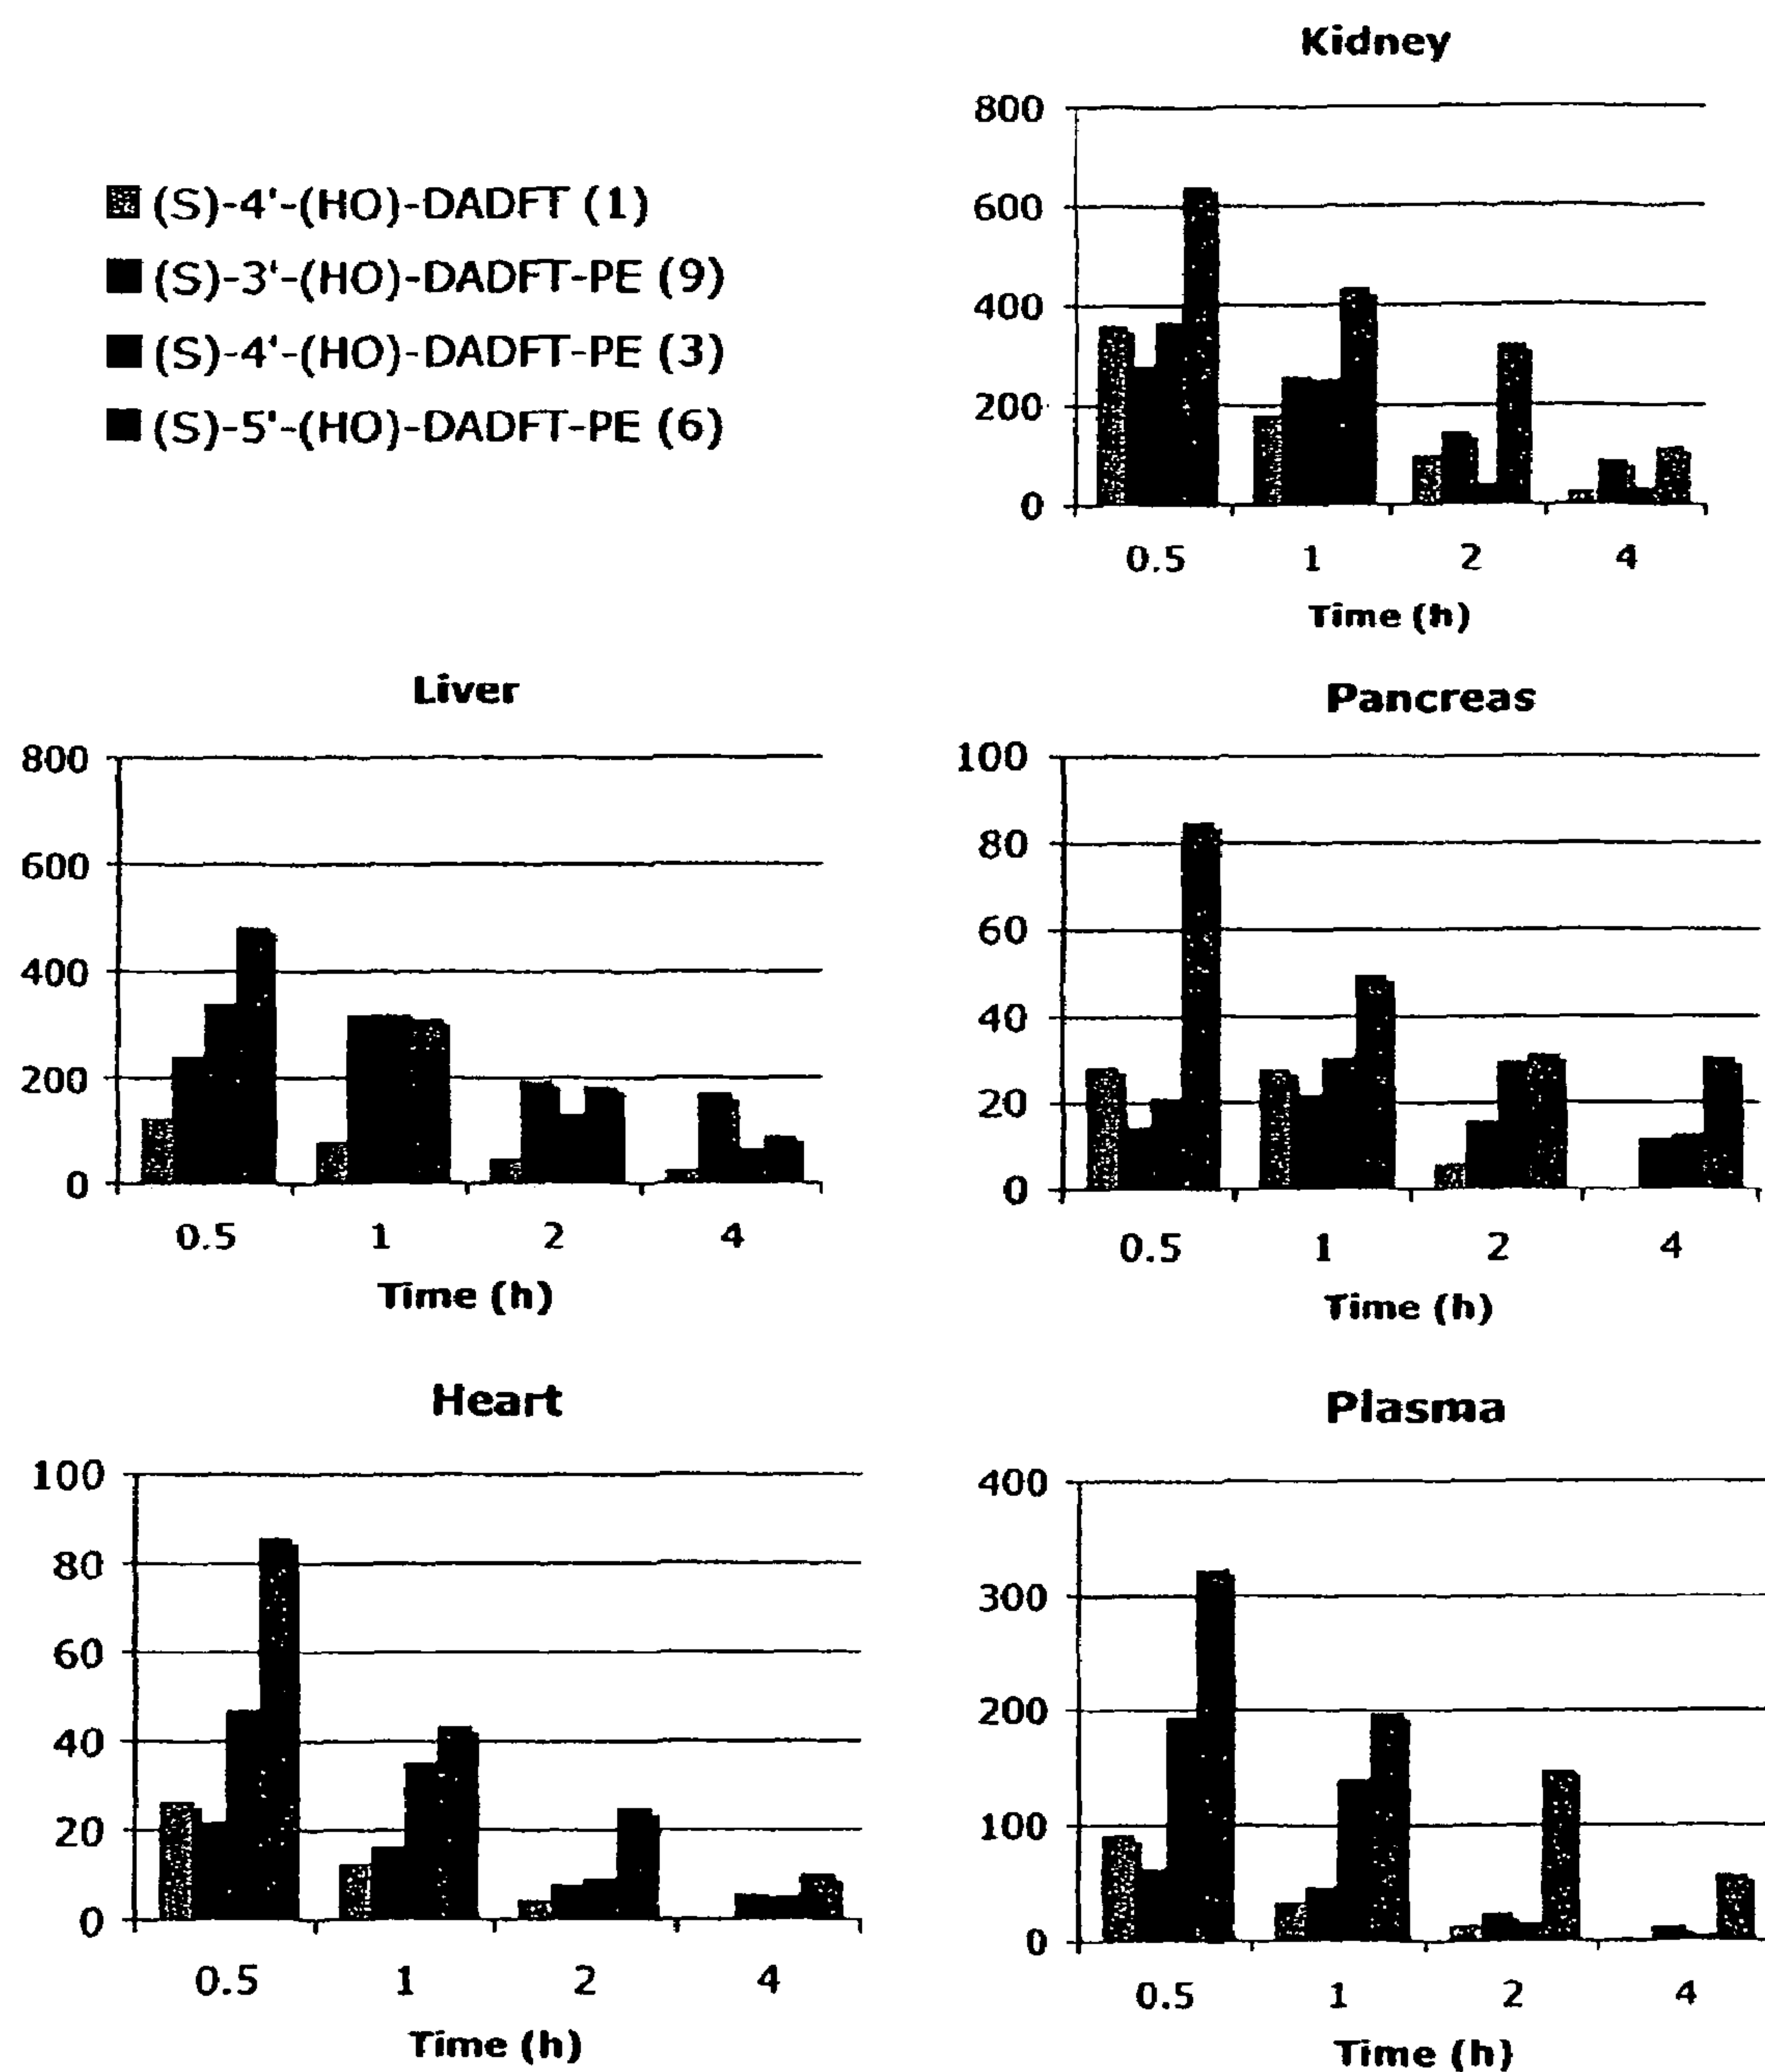 Kidney
(S)-4'-(HO)-DADFT (1)
(S)-3'-(HO)-DADFT-PE (9)
(S)-4'-(HO)-DADFT-PE (3)
(S)-5'-(HO)-DADFT-PE (6)
800
600
400
200
0
0.5 1 2 4
Time (h)
Liver
800
600
400
200
0
0.5 1 2 4
Time (h)
Pancreas
100
80
60
40
20
0
0.5 1 2 4
Time (h)
Heart
100
80
60
40
20
0
0.5 1 2 4
Time (h)
Plasma
400
300
200
100
0
0.5 1 2 4
Time (h)